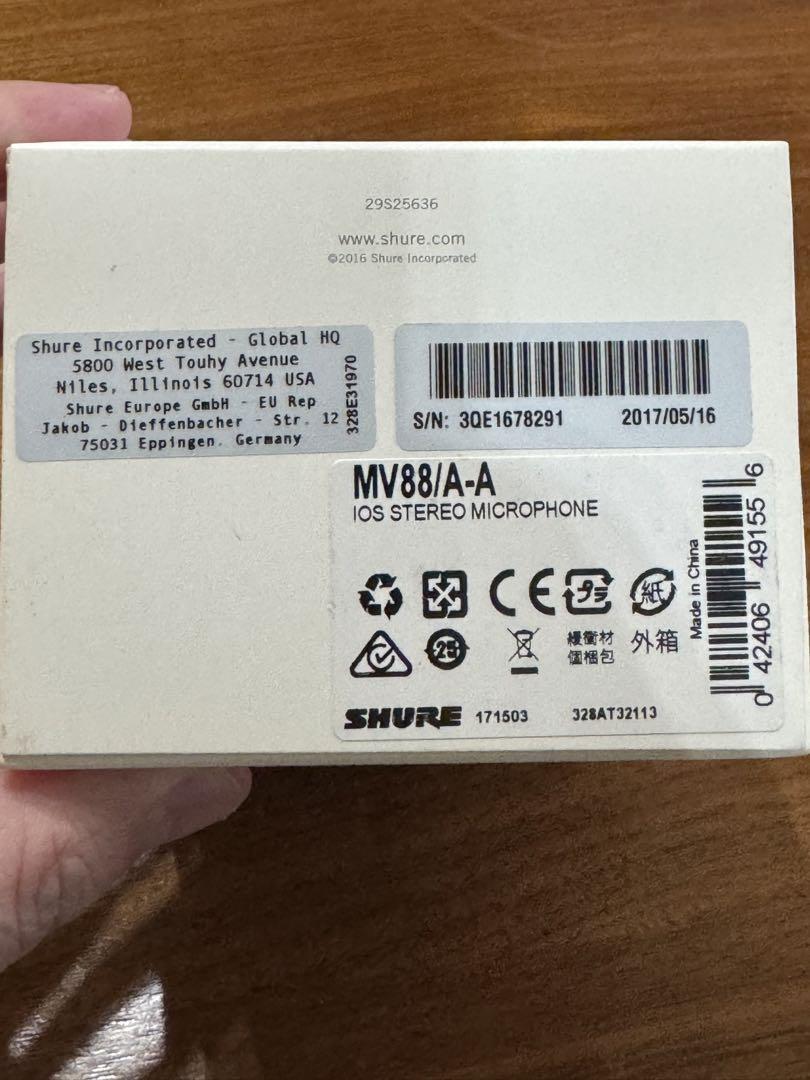 29S25636
www.shure.com
©2016 Shure Incorporated
Shure Incorporated - Global HQ
5800 West Touhy Avenue
Niles, Illinois 60714 USA
Shure Europe GmbH - EU Rep
Jakob - Dieffenbacher - Str. 12
75031 Eppingen. Germany
328E31970
S/N: 3QE1678291 2017/05/16
MV88/A-A
IOS STEREO MICROPHONE
CE プラ 紙
25
緩衝材
個梱包
外箱
SHURE 171503 328AT32113
Made in China
0 42406 49155 6